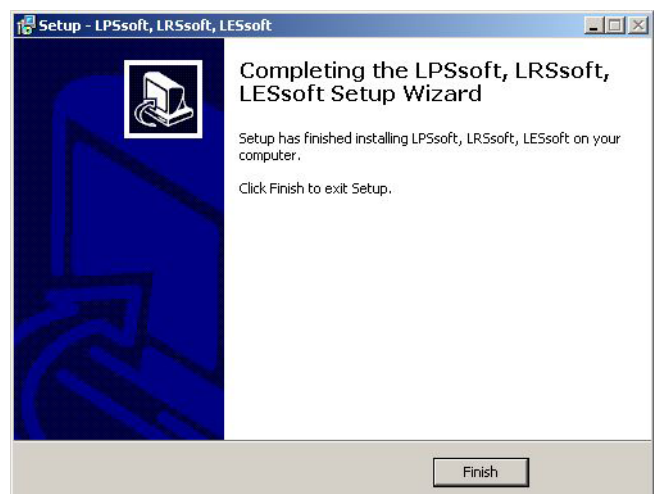 Setup - LPSsoft, LRSsoft, LESsoft
Completing the LPSsoft, LRSsoft,
LESsoft Setup Wizard
Setup has finished installing LPSsoft, LRSsoft, LESsoft on your
computer.
Click Finish to exit Setup.
Finish